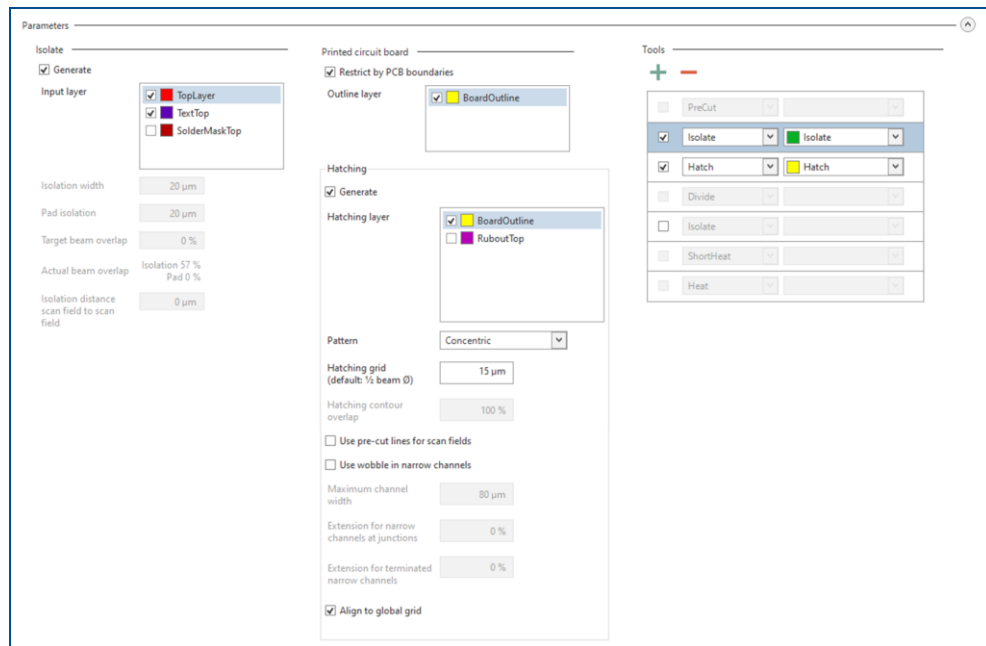 Parameters
Isolate
Generate
Input layer
TopLayer
TextTop
SolderMaskTop
Isolation width
20 µm
Pad isolation
20 µm
Target beam overlap
0 %
Actual beam overlap
Isolation 57 %
Pad 0 %
Isolation distance
scan field to scan
field
0 µm
Printed circuit board
Restrict by PCB boundaries
Outline layer
BoardOutline
Hatching
Generate
Hatching layer
BoardOutline
RuboutTop
Pattern
Concentric
Hatching grid
(default: ½ beam Ø)
15 µm
Hatching contour
overlap
100 %
Use pre-cut lines for scan fields
Use wobble in narrow channels
Maximum channel
width
80 µm
Extension for narrow
channels at junctions
0 %
Extension for terminated
narrow channels
0 %
Align to global grid
Tools
PreCut
Isolate
Isolate
Hatch
Hatch
Divide
Isolate
ShortHeat
Heat